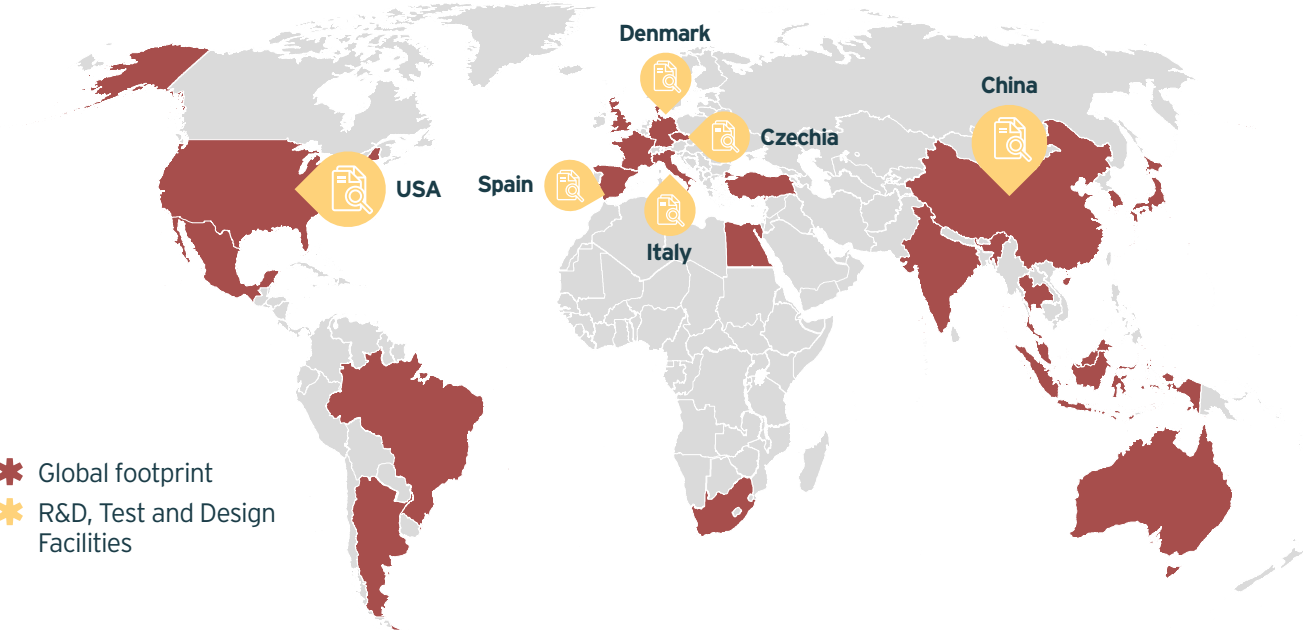 Denmark
China
Czechia
Spain
USA
Italy
Global footprint
R&D, Test and Design
Facilities